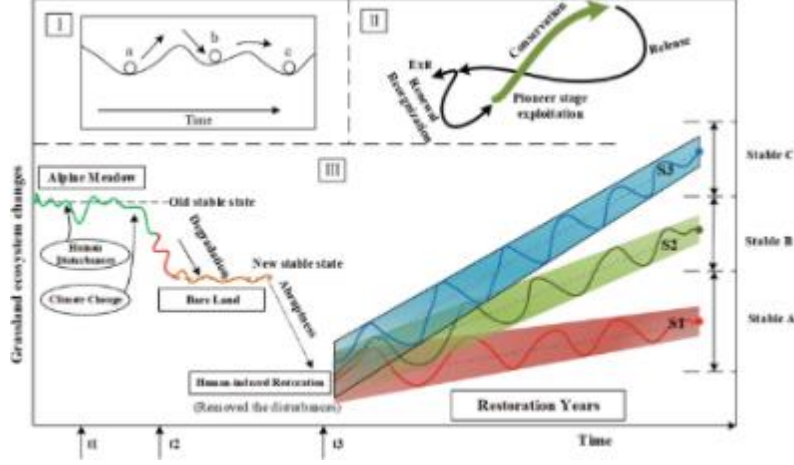 I
a
b
c
Time
II
Conservation
Release
Exit
Renewal
Reorganization
Pioneer stage
exploitation
III
Grassland ecosystem changes
Alpine Meadow
Old stable state
Human
Disturbances
Climate Change
Degradation
New stable state
Bare Land
Abruptness
Human-induced Restoration
(Removed the disturbances)
S3
S2
S1
Stable C
Stable B
Stable A
Restoration Years
Time
t1
t2
t3